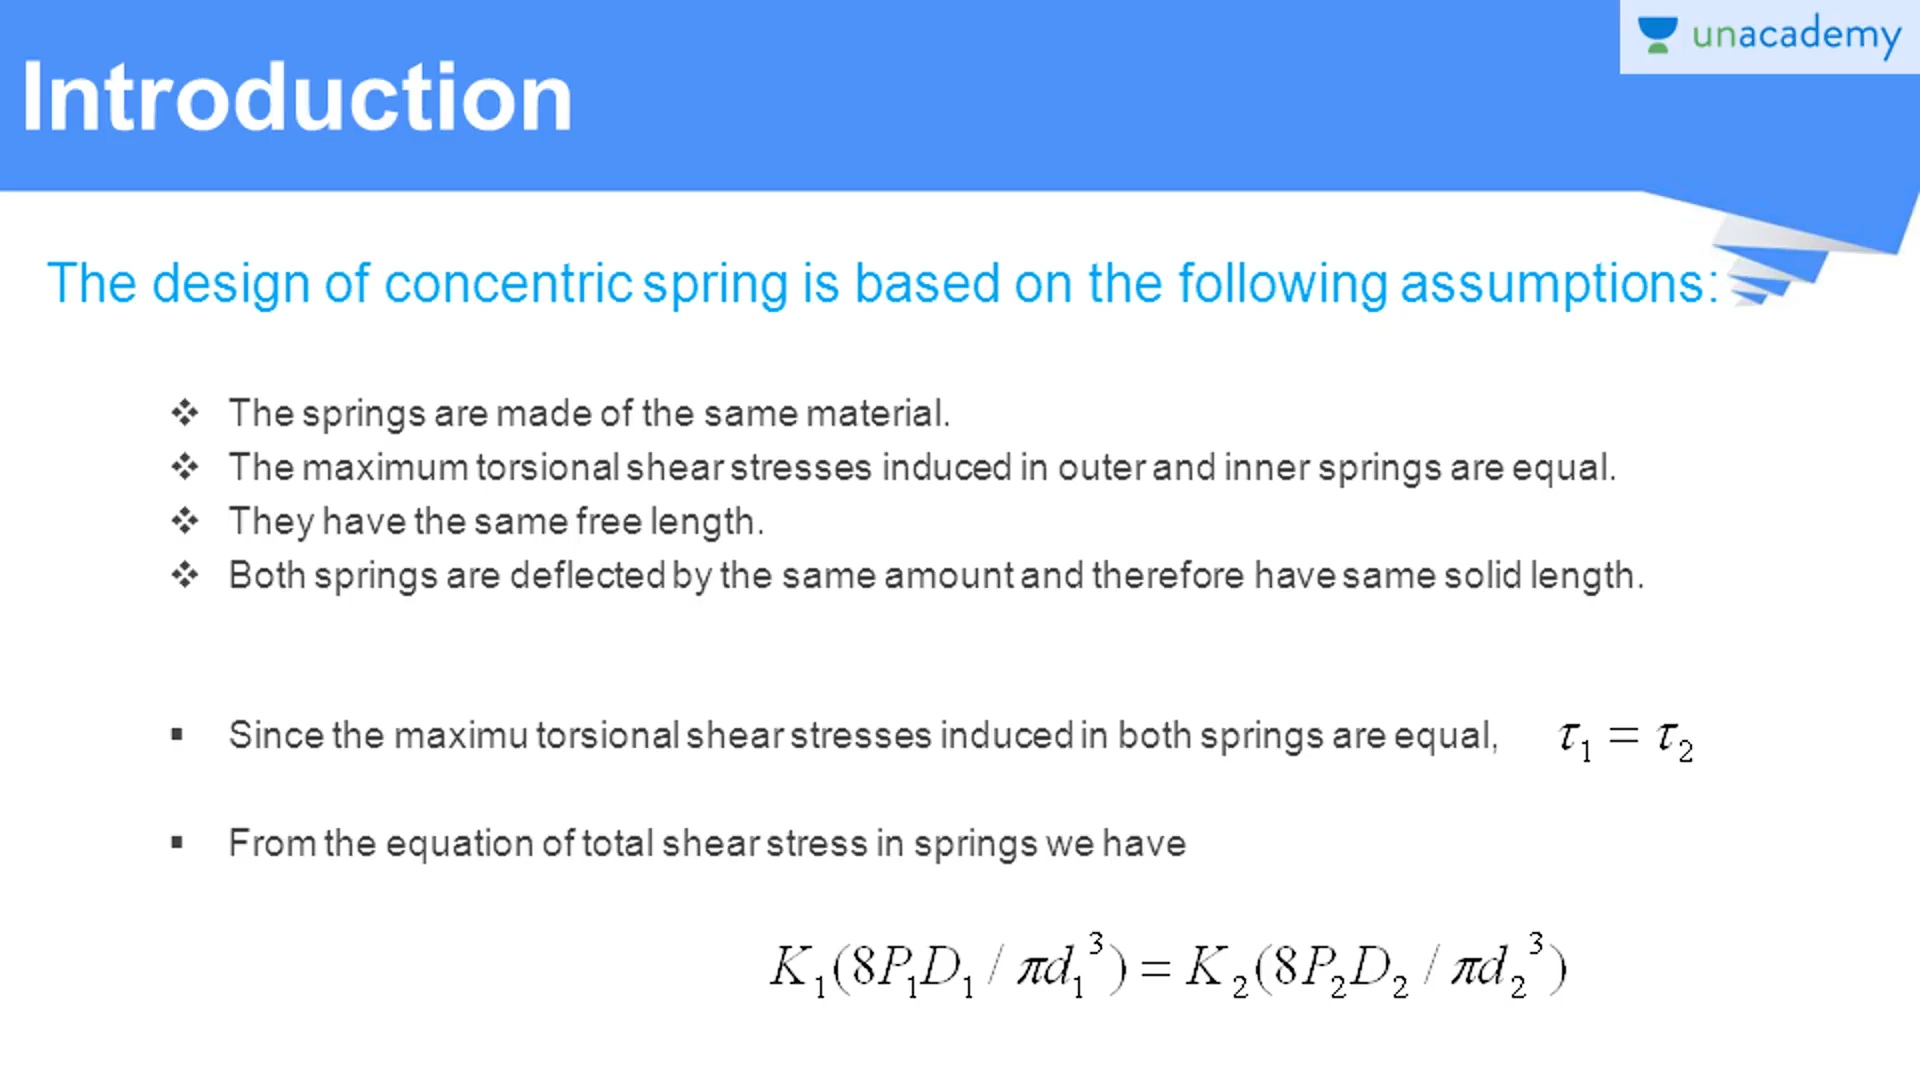 unacademy
Introduction
The design of concentric spring is based on the following assumptions:
❖ The springs are made of the same material.
❖ The maximum torsional shear stresses induced in outer and inner springs are equal.
❖ They have the same free length.
❖ Both springs are deflected by the same amount and therefore have same solid length.
▪ Since the maximu torsional shear stresses induced in both springs are equal, τ₁ = τ₂
▪ From the equation of total shear stress in springs we have
K₁(8P₁D₁ / πd₁³) = K₂(8P₂D₂ / πd₂³)